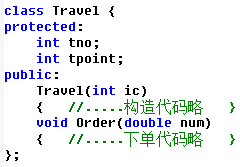 class Travel {
protected:
    int tno;
    int tpoint;
public:
    Travel(int ic)
    {   //.....构造代码略   }
    void Order(double num)
    {   //.....下单代码略   }
};